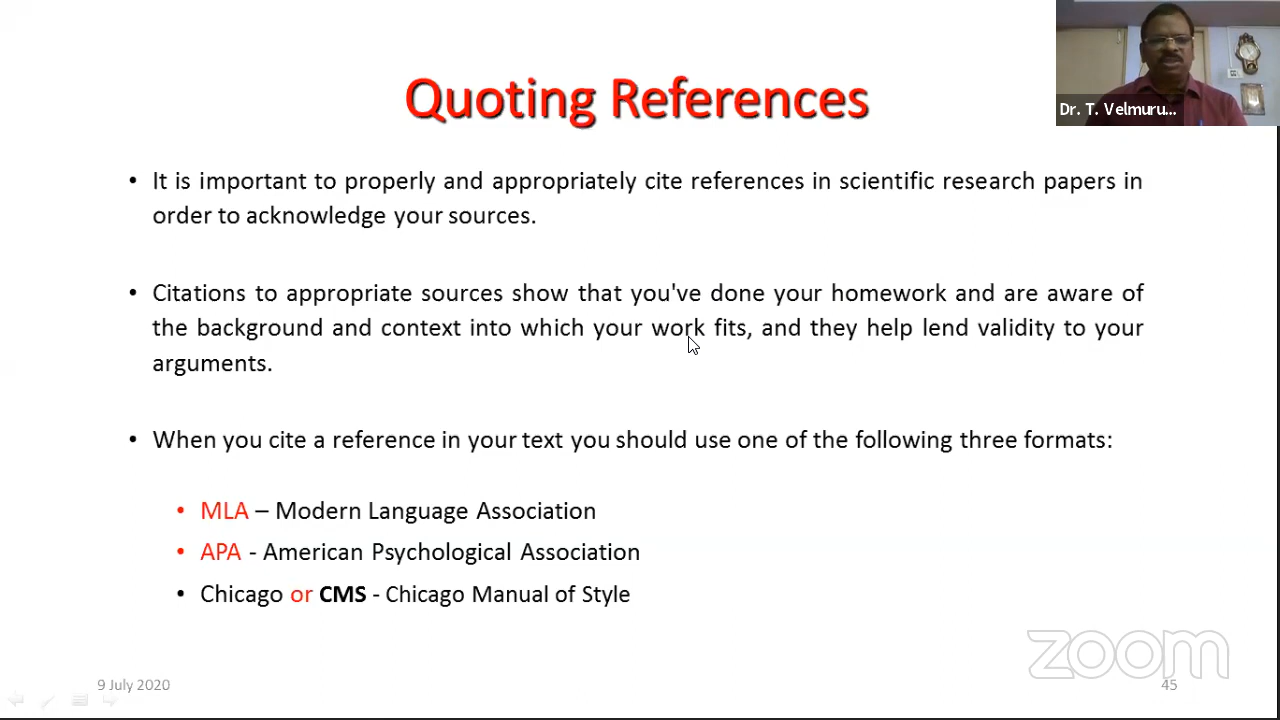 Quoting References
Dr. T. Velmuru...
• It is important to properly and appropriately cite references in scientific research papers in
order to acknowledge your sources.
• Citations to appropriate sources show that you've done your homework and are aware of
the background and context into which your work fits, and they help lend validity to your
arguments.
• When you cite a reference in your text you should use one of the following three formats:
• MLA – Modern Language Association
• APA - American Psychological Association
• Chicago or CMS - Chicago Manual of Style
zoom
9 July 2020
45